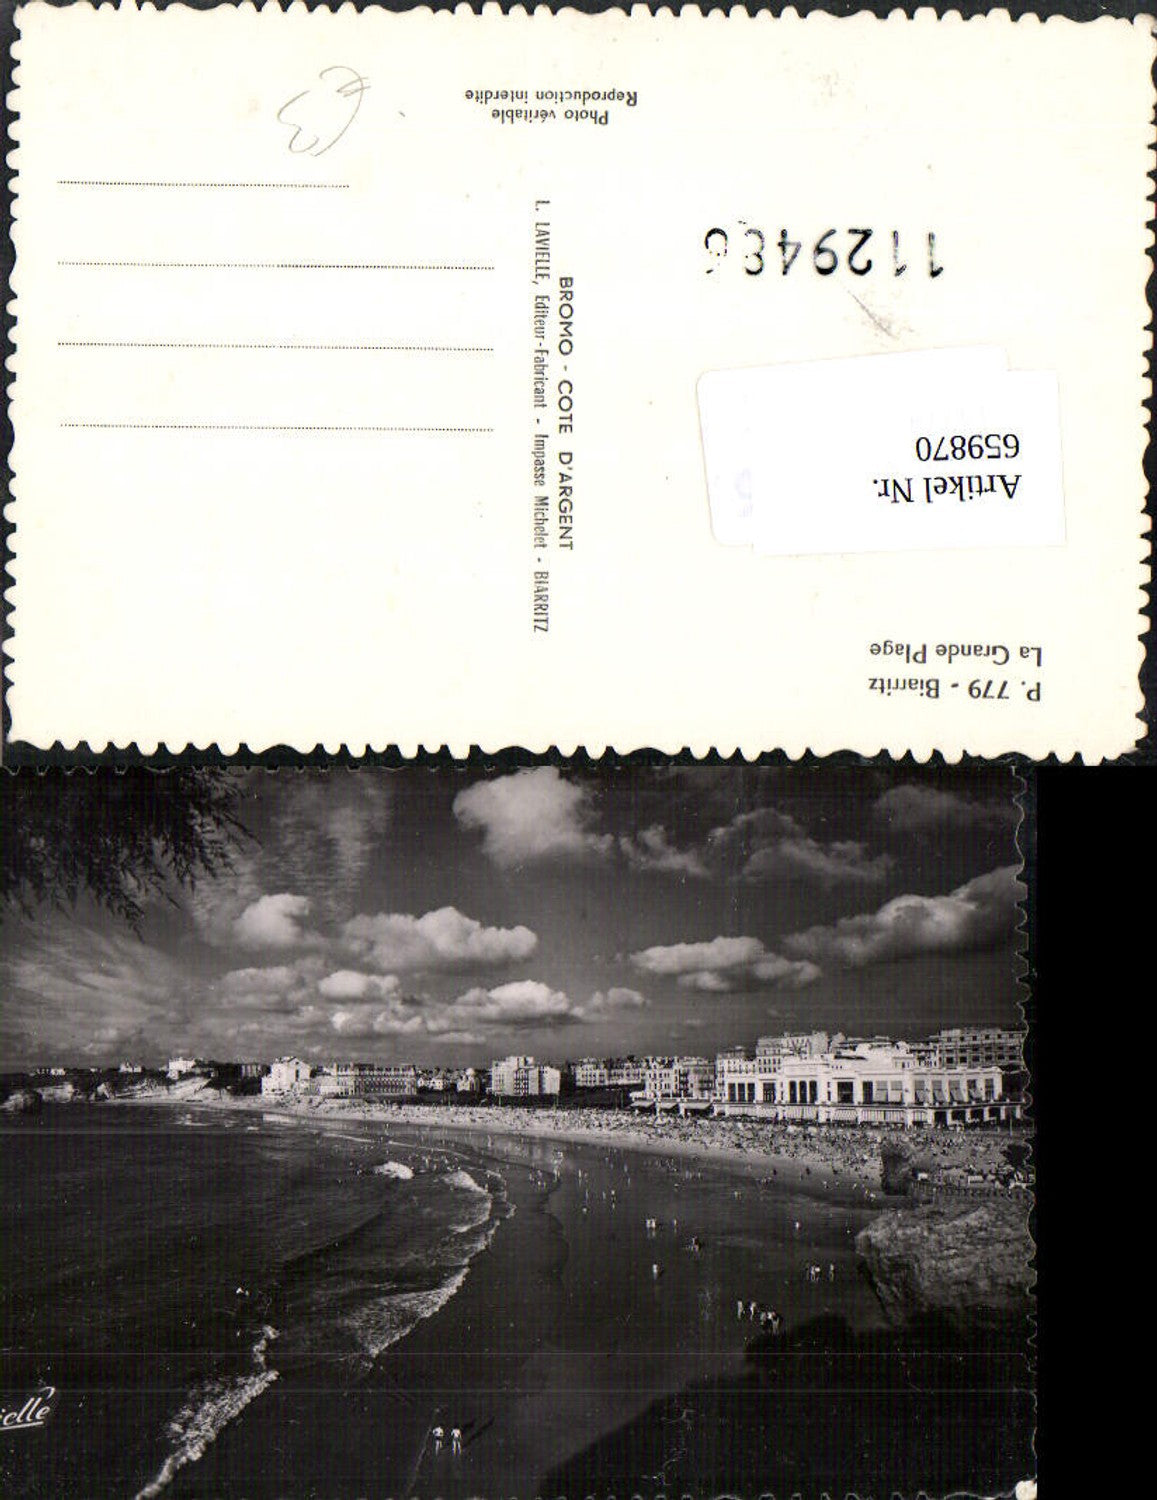 P. 779 - Biarritz
La Grande Plage
Artikel Nr.
659870
BROMO - COTE D'ARGENT
L. LAVIELLE, Editeur-Fabricant - Impasse Michelet - BIARRITZ
Photo véritable
Reproduction interdite
ielle